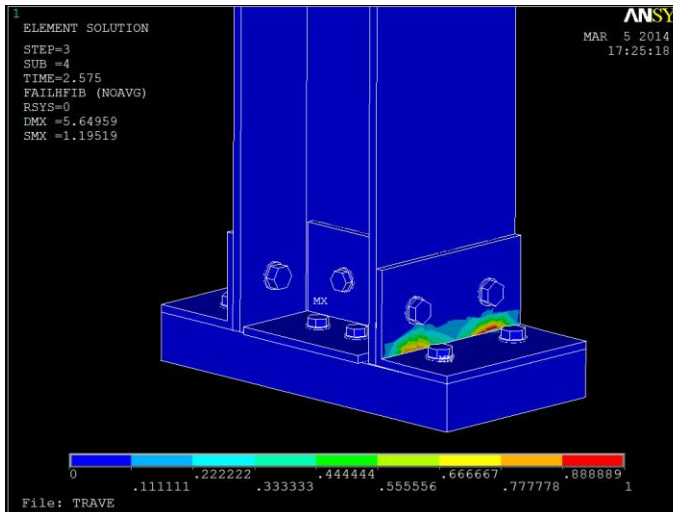 1
ELEMENT SOLUTION
STEP=3
SUB =4
TIME=2.575
FAILHFIB (NOAVG)
RSYS=0
DMX =5.64959
SMX =1.19519
ANSY
MAR 5 2014
17:25:18
MX
MN
0 .222222 .444444 .666667 .888889
.111111 .333333 .555556 .777778 1
File: TRAVE